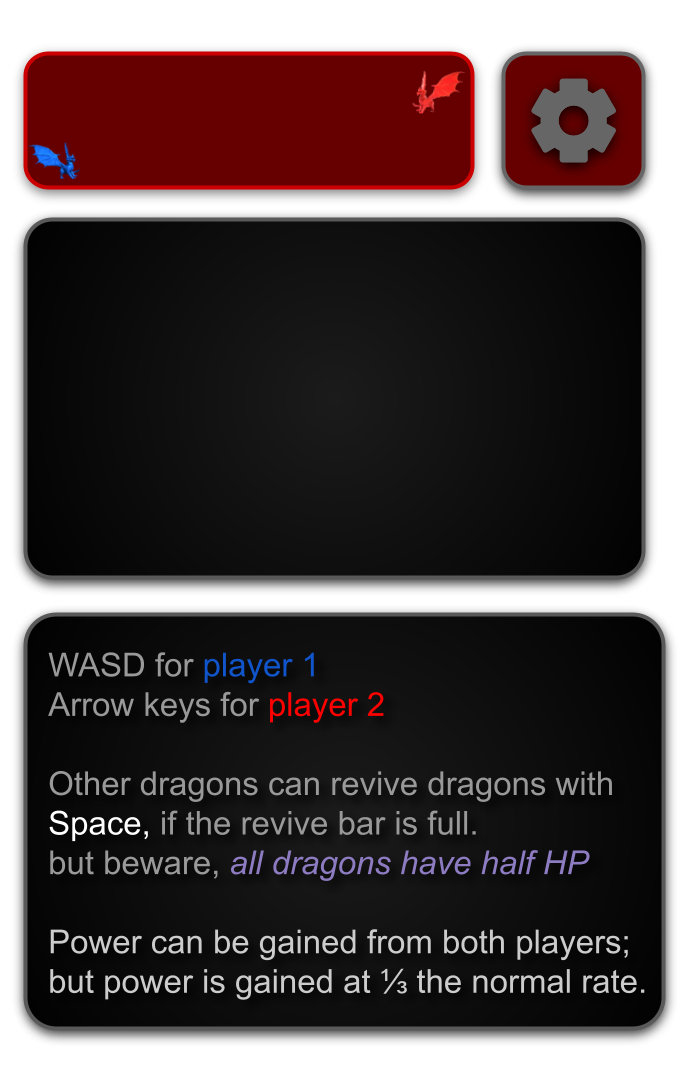 WASD for player 1
Arrow keys for player 2
Other dragons can revive dragons with
Space, if the revive bar is full.
but beware, all dragons have half HP
Power can be gained from both players;
but power is gained at ⅓ the normal rate.